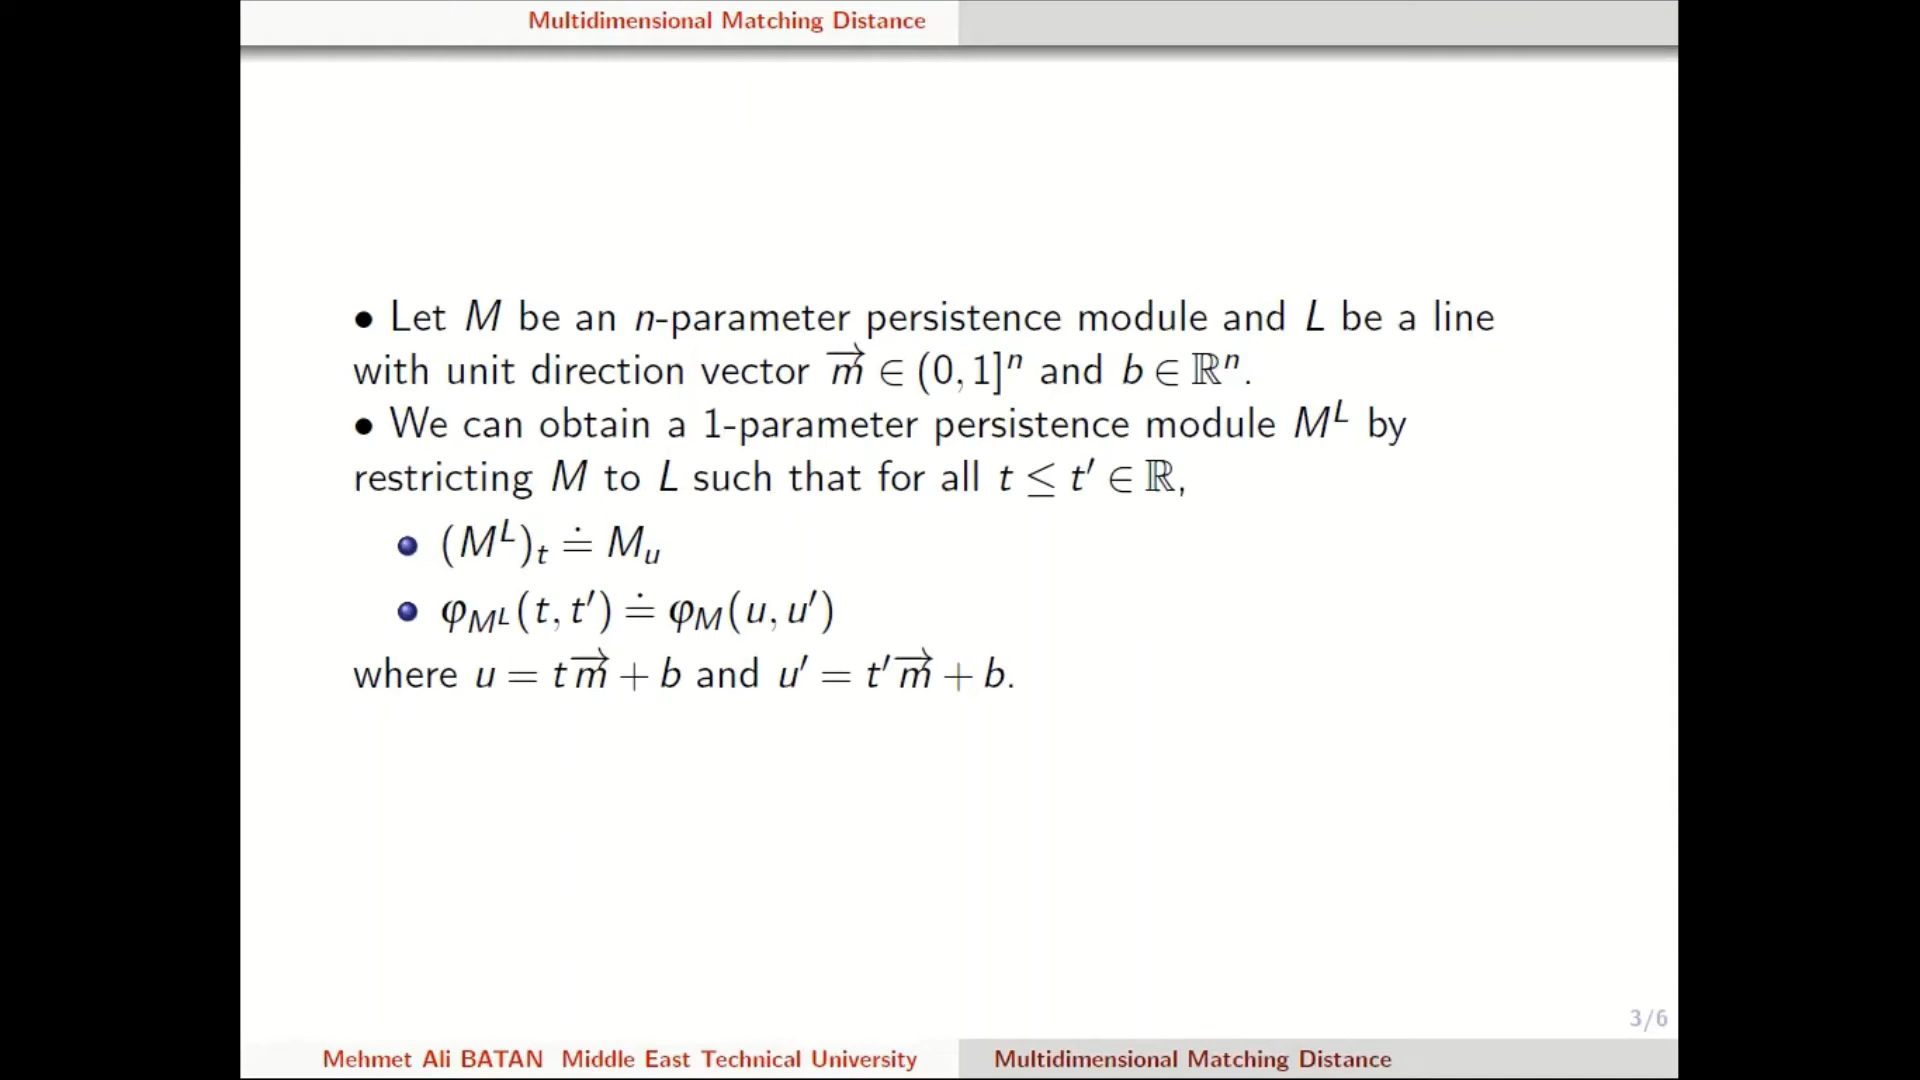 Multidimensional Matching Distance
• Let M be an n-parameter persistence module and L be a line
with unit direction vector m⃗ ∈ (0, 1]ⁿ and b ∈ ℝⁿ.
• We can obtain a 1-parameter persistence module Mᴸ by
restricting M to L such that for all t ≤ t′ ∈ ℝ,
• (Mᴸ)ₜ ≐ Mᵤ
• φ_{Mᴸ}(t, t′) ≐ φ_M(u, u′)
where u = tm⃗ + b and u′ = t′m⃗ + b.
3/6
Mehmet Ali BATAN Middle East Technical University Multidimensional Matching Distance